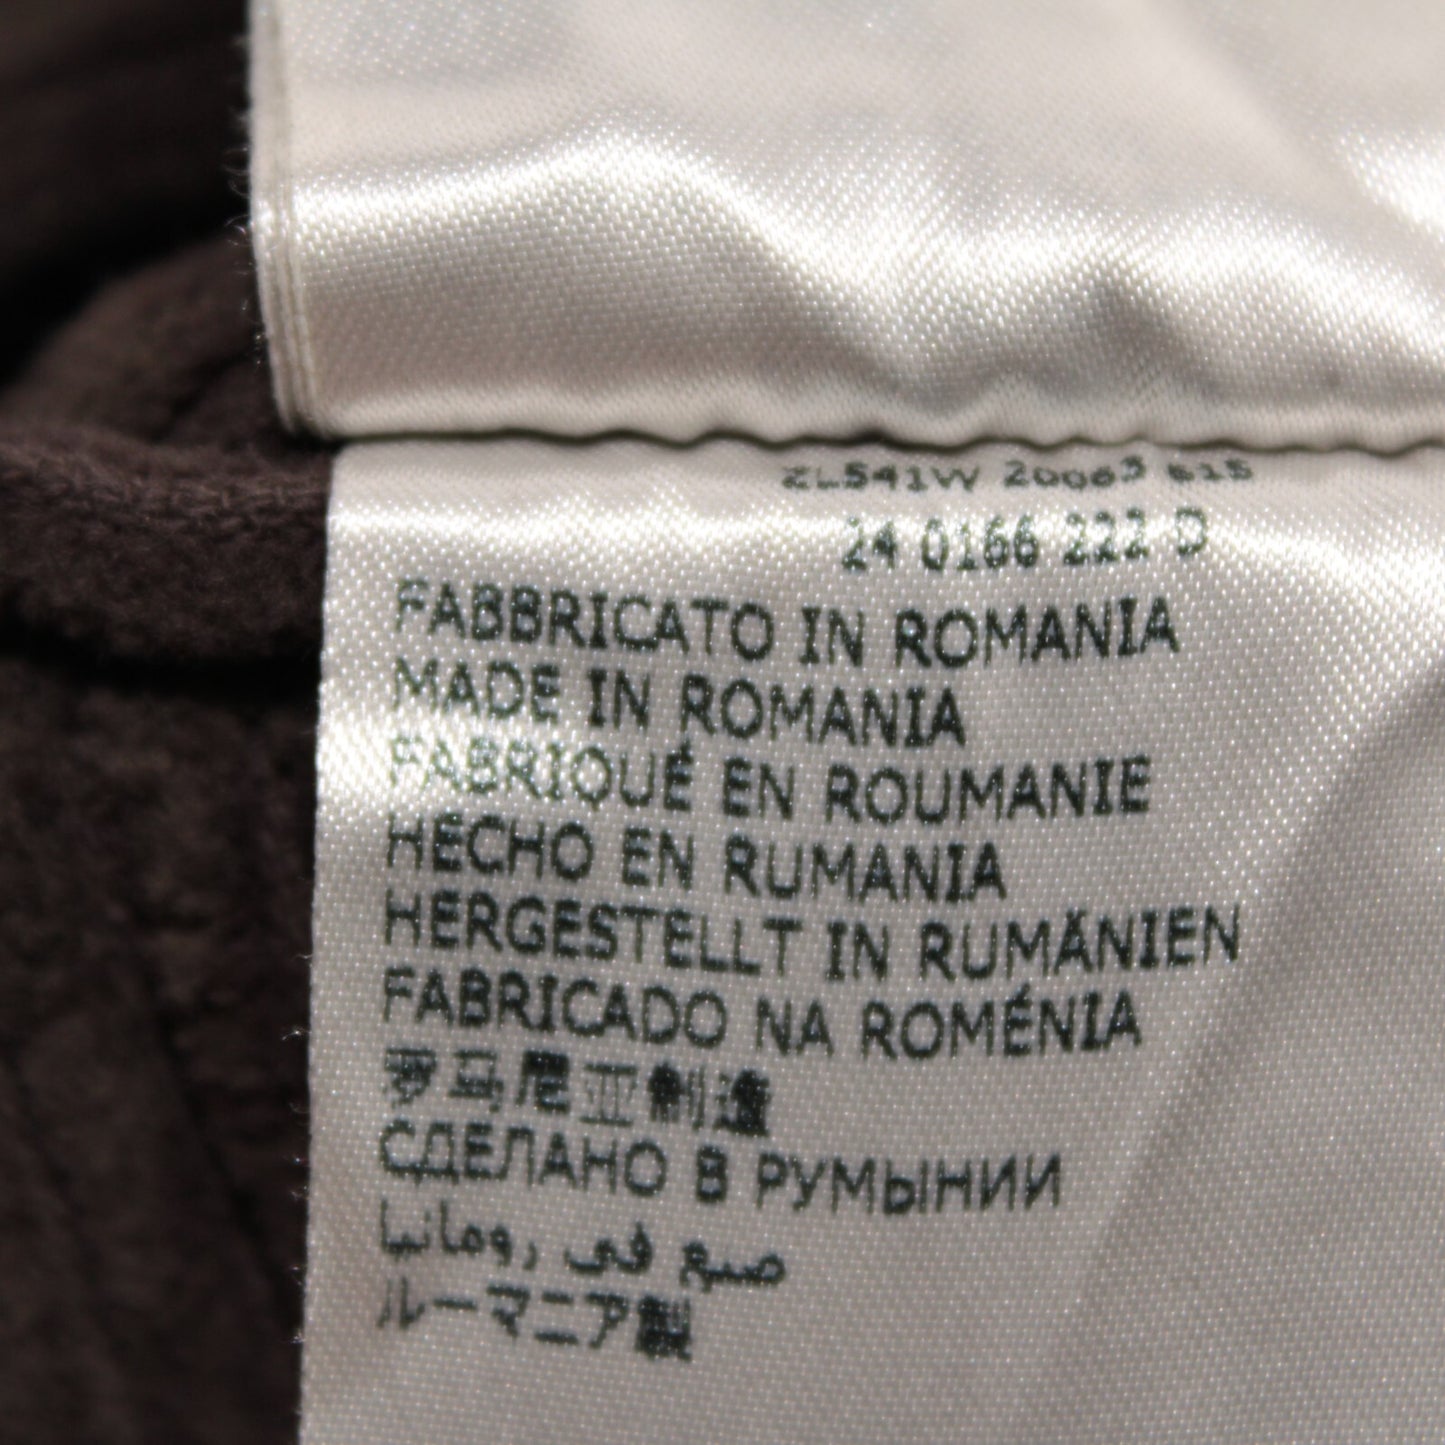 ZL541W 20063 615
24 0166 222 D
FABBRICATO IN ROMANIA
MADE IN ROMANIA
FABRIQUÉ EN ROUMANIE
HECHO EN RUMANIA
HERGESTELLT IN RUMÄNIEN
FABRICADO NA ROMÉNIA
罗马尼亚制造
СДЕЛАНО В РУМЫНИИ
صنع في رومانيا
ルーマニア製